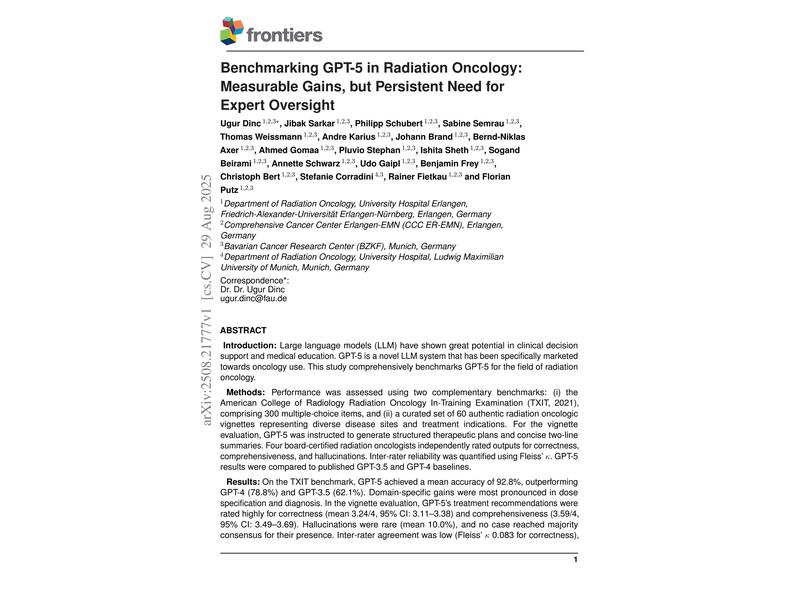 frontiers
Benchmarking GPT-5 in Radiation Oncology:
Measurable Gains, but Persistent Need for
Expert Oversight
Ugur Dinc 1,2,3*, Jibak Sarkar 1,2,3, Philipp Schubert 1,2,3, Sabine Semrau 1,2,3,
Thomas Weissmann 1,2,3, Andre Karius 1,2,3, Johann Brand 1,2,3, Bernd-Niklas
Axer 1,2,3, Ahmed Gomaa 1,2,3, Pluvio Stephan 1,2,3, Ishita Sheth 1,2,3, Sogand
Beirami 1,2,3, Annette Schwarz 1,2,3, Udo Gaipl 1,2,3, Benjamin Frey 1,2,3,
Christoph Bert 1,2,3, Stefanie Corradini 4,3, Rainer Fietkau 1,2,3 and Florian
Putz 1,2,3
1 Department of Radiation Oncology, University Hospital Erlangen,
Friedrich-Alexander-Universität Erlangen-Nürnberg, Erlangen, Germany
2 Comprehensive Cancer Center Erlangen-EMN (CCC ER-EMN), Erlangen,
Germany
3 Bavarian Cancer Research Center (BZKF), Munich, Germany
4 Department of Radiation Oncology, University Hospital, Ludwig Maximilian
University of Munich, Munich, Germany
Correspondence*:
Dr. Dr. Ugur Dinc
ugur.dinc@fau.de
arXiv:2508.21777v1 [cs.CV] 29 Aug 2025
ABSTRACT
Introduction: Large language models (LLM) have shown great potential in clinical decision
support and medical education. GPT-5 is a novel LLM system that has been specifically marketed
towards oncology use. This study comprehensively benchmarks GPT-5 for the field of radiation
oncology.
Methods: Performance was assessed using two complementary benchmarks: (i) the
American College of Radiology Radiation Oncology In-Training Examination (TXIT, 2021),
comprising 300 multiple-choice items, and (ii) a curated set of 60 authentic radiation oncologic
vignettes representing diverse disease sites and treatment indications. For the vignette
evaluation, GPT-5 was instructed to generate structured therapeutic plans and concise two-line
summaries. Four board-certified radiation oncologists independently rated outputs for correctness,
comprehensiveness, and hallucinations. Inter-rater reliability was quantified using Fleiss' κ. GPT-5
results were compared to published GPT-3.5 and GPT-4 baselines.
Results: On the TXIT benchmark, GPT-5 achieved a mean accuracy of 92.8%, outperforming
GPT-4 (78.8%) and GPT-3.5 (62.1%). Domain-specific gains were most pronounced in dose
specification and diagnosis. In the vignette evaluation, GPT-5's treatment recommendations were
rated highly for correctness (mean 3.24/4, 95% CI: 3.11–3.38) and comprehensiveness (3.59/4,
95% CI: 3.49–3.69). Hallucinations were rare (mean 10.0%), and no case reached majority
consensus for their presence. Inter-rater agreement was low (Fleiss' κ 0.083 for correctness),
1